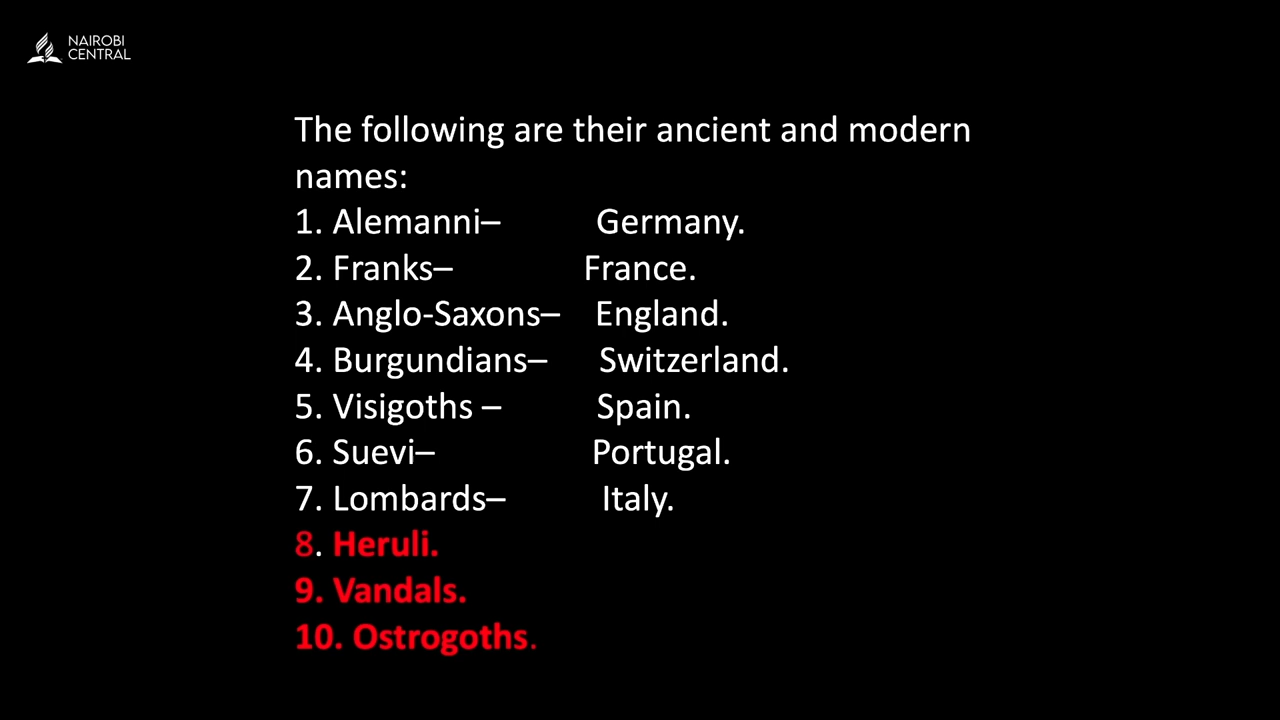 NAIROBI
CENTRAL
The following are their ancient and modern
names:
1. Alemanni– Germany.
2. Franks– France.
3. Anglo-Saxons– England.
4. Burgundians– Switzerland.
5. Visigoths – Spain.
6. Suevi– Portugal.
7. Lombards– Italy.
8. Heruli.
9. Vandals.
10. Ostrogoths.